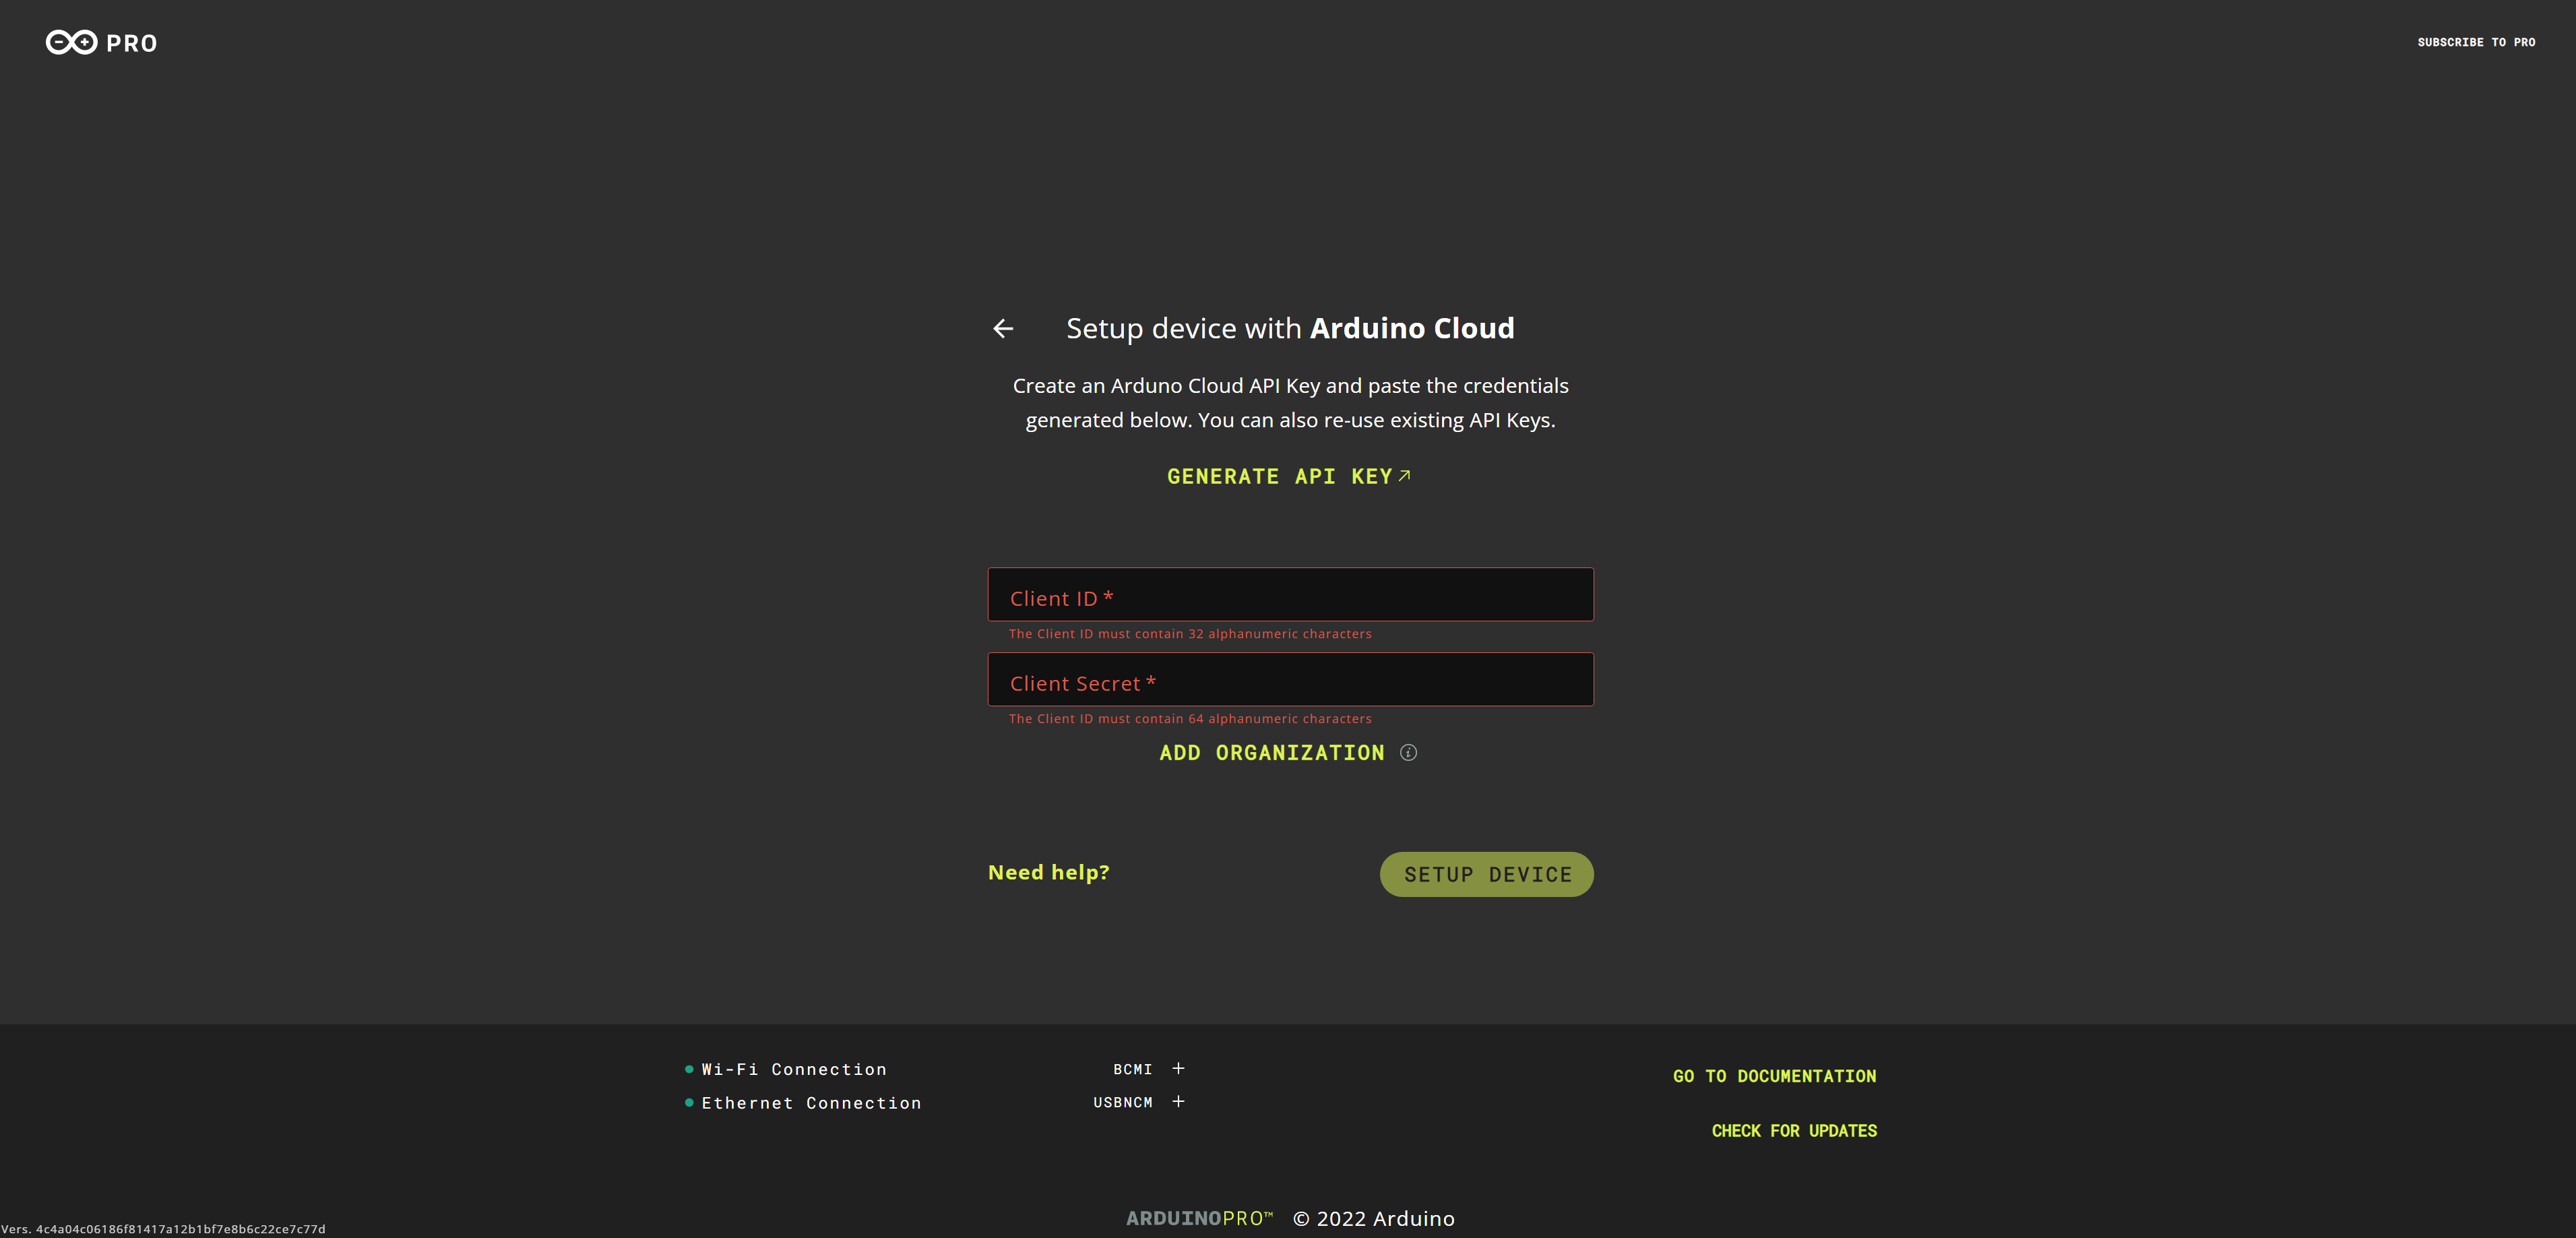 PRO
SUBSCRIBE TO PRO
Setup device with Arduino Cloud
Create an Arduno Cloud API Key and paste the credentials
generated below. You can also re-use existing API Keys.
GENERATE API KEY
Client ID *
The Client ID must contain 32 alphanumeric characters
Client Secret *
The Client ID must contain 64 alphanumeric characters
ADD ORGANIZATION
Need help?
SETUP DEVICE
Wi-Fi Connection
BCMI +
Ethernet Connection
USBNCM +
GO TO DOCUMENTATION
CHECK FOR UPDATES
ARDUINOPRO™ © 2022 Arduino
Vers. 4c4a04c06186f81417a12b1bf7e8b6c22ce7c77d